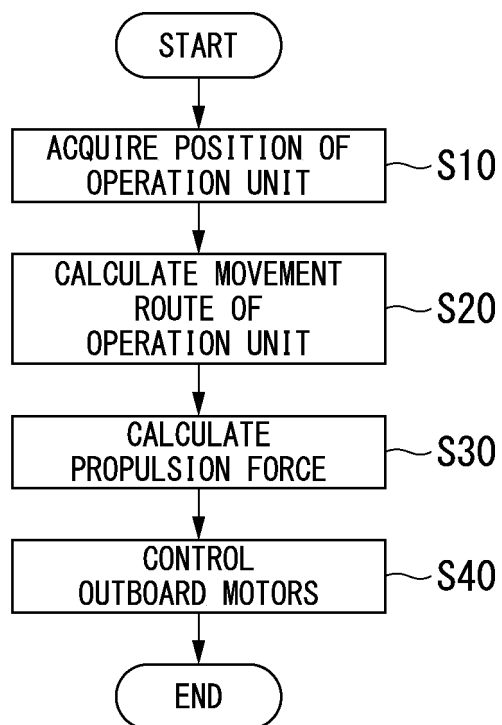 START
ACQUIRE POSITION OF
OPERATION UNIT
S10
CALCULATE MOVEMENT
ROUTE OF
OPERATION UNIT
S20
CALCULATE
PROPULSION FORCE
S30
CONTROL
OUTBOARD MOTORS
S40
END